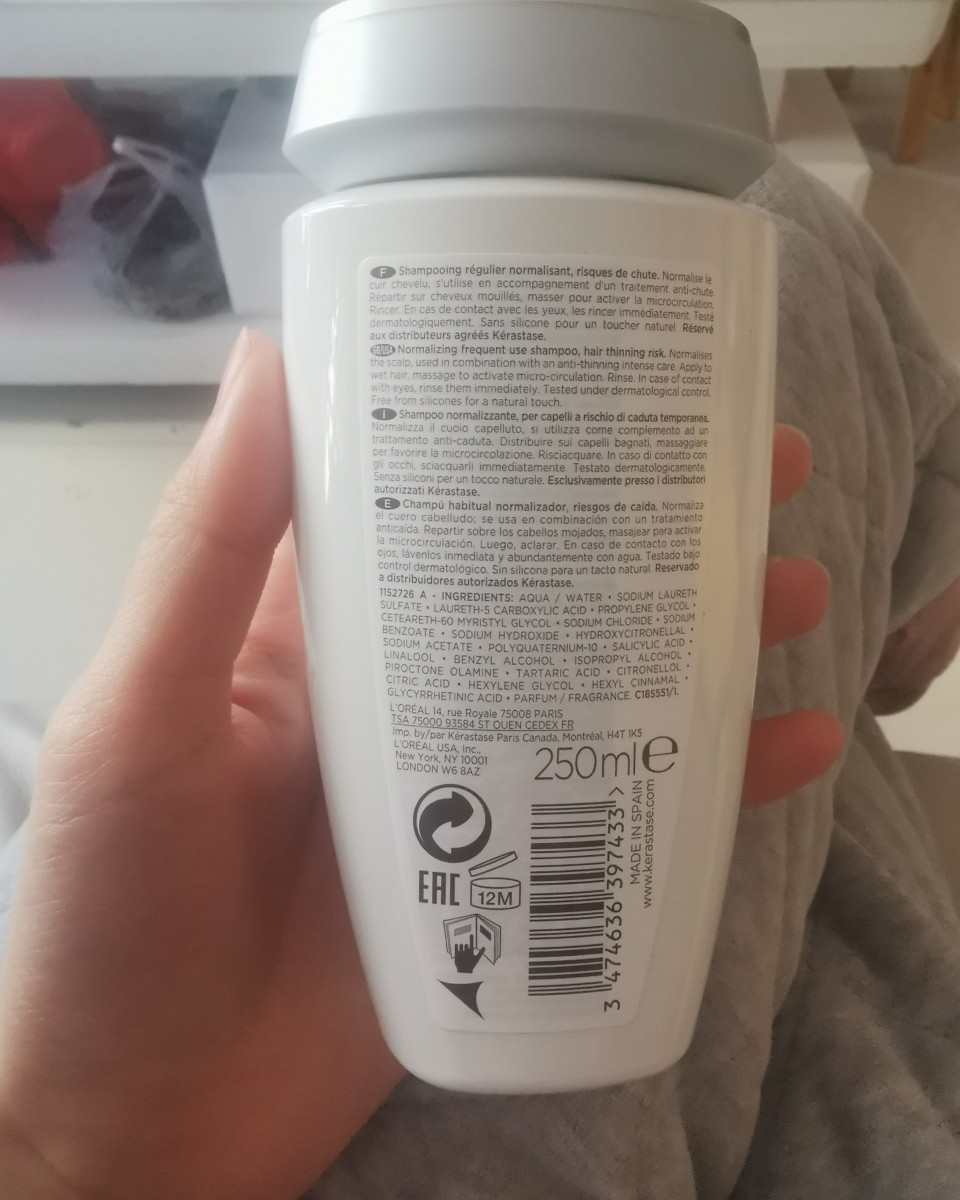 F Shampooing régulier normalisant, risques de chute. Normalise le
cuir chevelu, s'utilise en accompagnement d'un traitement anti-chute.
Répartir sur cheveux mouillés, masser pour activer la microcirculation.
Rincer. En cas de contact avec les yeux, les rincer immédiatement. Testé
dermatologiquement. Sans silicone pour un toucher naturel. Réservé
aux distributeurs agréés Kérastase.
Normalizing frequent use shampoo, hair thinning risk. Normalises
the scalp, used in combination with an anti-thinning intense care. Apply to
wet hair, massage to activate micro-circulation. Rinse. In case of contact
with eyes, rinse them immediately. Tested under dermatological control.
Free from silicones for a natural touch.
I Shampoo normalizzante, per capelli a rischio di caduta temporanea.
Normalizza il cuoio capelluto, si utilizza come complemento ad un
trattamento anti-caduta. Distribuire sui capelli bagnati, massaggiare
per favorire la microcircolazione. Risciacquare. In caso di contatto con
gli occhi, sciacquarli immediatamente. Testato dermatologicamente.
Senza siliconi per un tocco naturale. Esclusivamente presso i distributori
autorizzati Kérastase.
E Champú habitual normalizador, riesgos de caída. Normaliza
el cuero cabelludo; se usa en combinación con un tratamiento
anticaída. Repartir sobre los cabellos mojados, masajear para activar
la microcirculación. Luego, aclarar. En caso de contacto con los
ojos, lávenlos inmediata y abundantemente con agua. Testado bajo
control dermatológico. Sin silicona para un tacto natural. Reservado
a distribuidores autorizados Kérastase.
1152726 A - INGREDIENTS: AQUA / WATER • SODIUM LAURETH
SULFATE • LAURETH-5 CARBOXYLIC ACID • PROPYLENE GLYCOL •
CETEARETH-60 MYRISTYL GLYCOL • SODIUM CHLORIDE • SODIUM
BENZOATE • SODIUM HYDROXIDE • HYDROXYCITRONELLAL •
SODIUM ACETATE • POLYQUATERNIUM-10 • SALICYLIC ACID •
LINALOOL • BENZYL ALCOHOL • ISOPROPYL ALCOHOL •
PIROCTONE OLAMINE • TARTARIC ACID • CITRONELLOL •
CITRIC ACID • HEXYLENE GLYCOL • HEXYL CINNAMAL •
GLYCYRRHETINIC ACID • PARFUM / FRAGRANCE. C185551/1.
L'ORÉAL 14, rue Royale 75008 PARIS
TSA 75000 93584 ST OUEN CEDEX FR
Imp. by/par Kérastase Paris Canada, Montréal, H4T 1K5
L'ORÉAL USA, Inc.,
New York, NY 10001
LONDON W6 8AZ
250ml e
EAC
12M
3 474636 397433 >
MADE IN SPAIN
www.kerastase.com